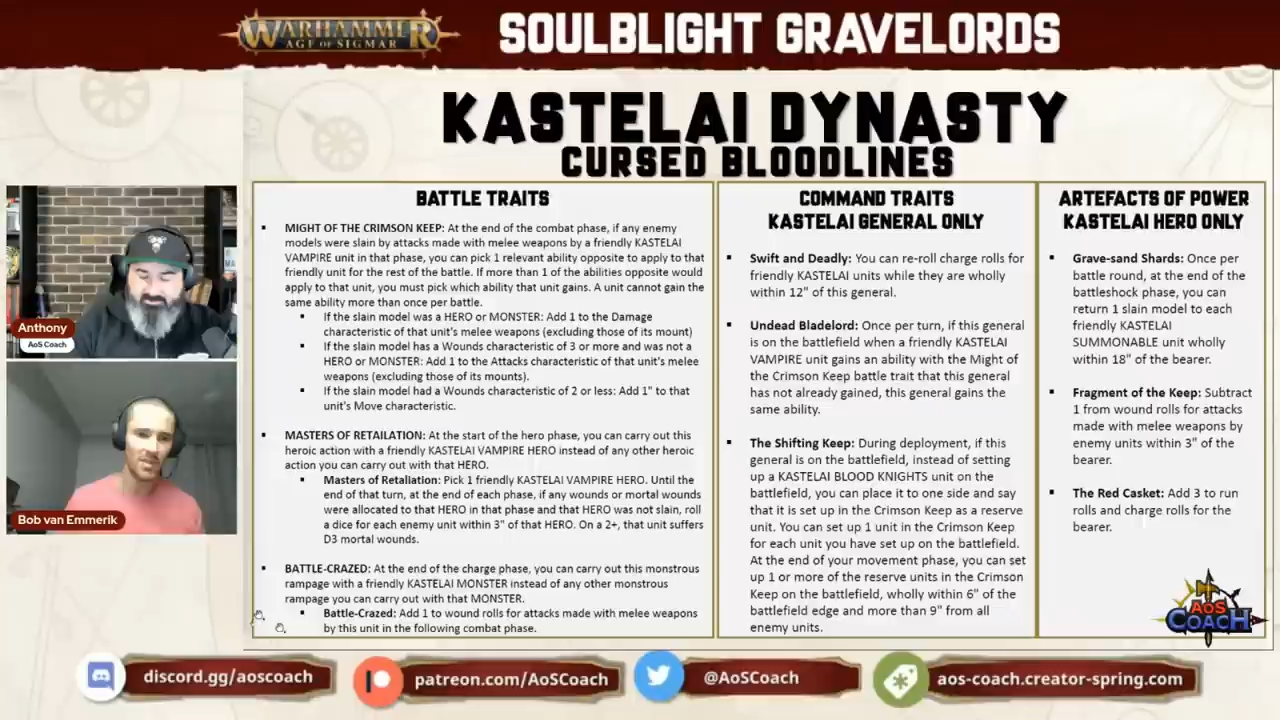 WARHAMMER
AGE OF SIGMAR
SOULBLIGHT GRAVELORDS
KASTELAI DYNASTY
CURSED BLOODLINES
BATTLE TRAITS
MIGHT OF THE CRIMSON KEEP: At the end of the combat phase, if any enemy
models were slain by attacks made with melee weapons by a friendly KASTELAI
VAMPIRE unit in that phase, you can pick 1 relevant ability opposite to apply to that
friendly unit for the rest of the battle. If more than 1 of the abilities opposite would
apply to that unit, you must pick which ability that unit gains. A unit cannot gain the
same ability more than once per battle.
If the slain model was a HERO or MONSTER: Add 1 to the Damage
characteristic of that unit's melee weapons (excluding those of its mount)
If the slain model has a Wounds characteristic of 3 or more and was not a
HERO or MONSTER: Add 1 to the Attacks characteristic of that unit's melee
weapons (excluding those of its mounts).
If the slain model had a Wounds characteristic of 2 or less: Add 1" to that
unit's Move characteristic.
MASTERS OF RETAILATION: At the start of the hero phase, you can carry out this
heroic action with a friendly KASTELAI VAMPIRE HERO instead of any other heroic
action you can carry out with that HERO.
Masters of Retaliation: Pick 1 friendly KASTELAI VAMPIRE HERO. Until the
end of that turn, at the end of each phase, if any wounds or mortal wounds
were allocated to that HERO in that phase and that HERO was not slain, roll
a dice for each enemy unit within 3" of that HERO. On a 2+, that unit suffers
D3 mortal wounds.
BATTLE-CRAZED: At the end of the charge phase, you can carry out this monstrous
rampage with a friendly KASTELAI MONSTER instead of any other monstrous
rampage you can carry out with that MONSTER.
Battle-Crazed: Add 1 to wound rolls for attacks made with melee weapons
by this unit in the following combat phase.
COMMAND TRAITS
KASTELAI GENERAL ONLY
Swift and Deadly: You can re-roll charge rolls for
friendly KASTELAI units while they are wholly
within 12" of this general.
Undead Bladelord: Once per turn, if this general
is on the battlefield when a friendly KASTELAI
VAMPIRE unit gains an ability with the Might of
the Crimson Keep battle trait that this general
has not already gained, this general gains the
same ability.
The Shifting Keep: During deployment, if this
general is on the battlefield, instead of setting
up a KASTELAI BLOOD KNIGHTS unit on the
battlefield, you can place it to one side and say
that it is set up in the Crimson Keep as a reserve
unit. You can set up 1 unit in the Crimson Keep
for each unit you have set up on the battlefield.
At the end of your movement phase, you can set
up 1 or more of the reserve units in the Crimson
Keep on the battlefield, wholly within 6" of the
battlefield edge and more than 9" from all
enemy units.
ARTEFACTS OF POWER
KASTELAI HERO ONLY
Grave-sand Shards: Once per
battle round, at the end of the
battleshock phase, you can
return 1 slain model to each
friendly KASTELAI
SUMMONABLE unit wholly
within 18" of the bearer.
Fragment of the Keep: Subtract
1 from wound rolls for attacks
made with melee weapons by
enemy units within 3" of the
bearer.
The Red Casket: Add 3 to run
rolls and charge rolls for the
bearer.
Anthony
AoS Coach
Bob van Emmerik
AoS
COACH
discord.gg/aoscoach
patreon.com/AoSCoach
@AoSCoach
aos-coach.creator-spring.com